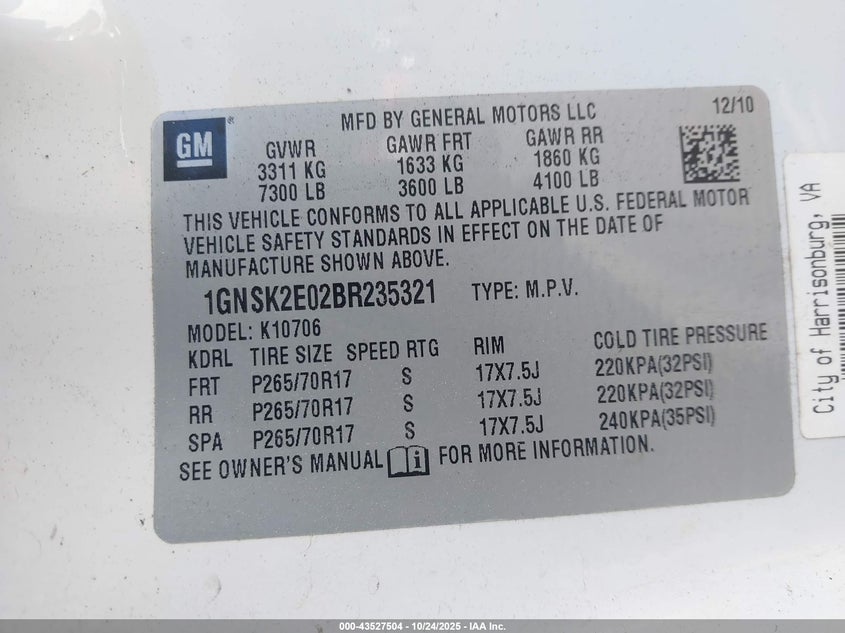 GM®
MFD BY GENERAL MOTORS LLC 12/10
GVWR GAWR FRT GAWR RR
3311 KG 1633 KG 1860 KG
7300 LB 3600 LB 4100 LB
THIS VEHICLE CONFORMS TO ALL APPLICABLE U.S. FEDERAL MOTOR
VEHICLE SAFETY STANDARDS IN EFFECT ON THE DATE OF
MANUFACTURE SHOWN ABOVE.
1GNSK2E02BR235321 TYPE: M.P.V.
MODEL: K10706
KDRL TIRE SIZE SPEED RTG RIM COLD TIRE PRESSURE
FRT P265/70R17 S 17X7.5J 220KPA(32PSI)
RR P265/70R17 S 17X7.5J 220KPA(32PSI)
SPA P265/70R17 S 17X7.5J 240KPA(35PSI)
SEE OWNER'S MANUAL FOR MORE INFORMATION.
City of Harrisonburg, VA
000-43527504 - 10/24/2025 - IAA Inc.